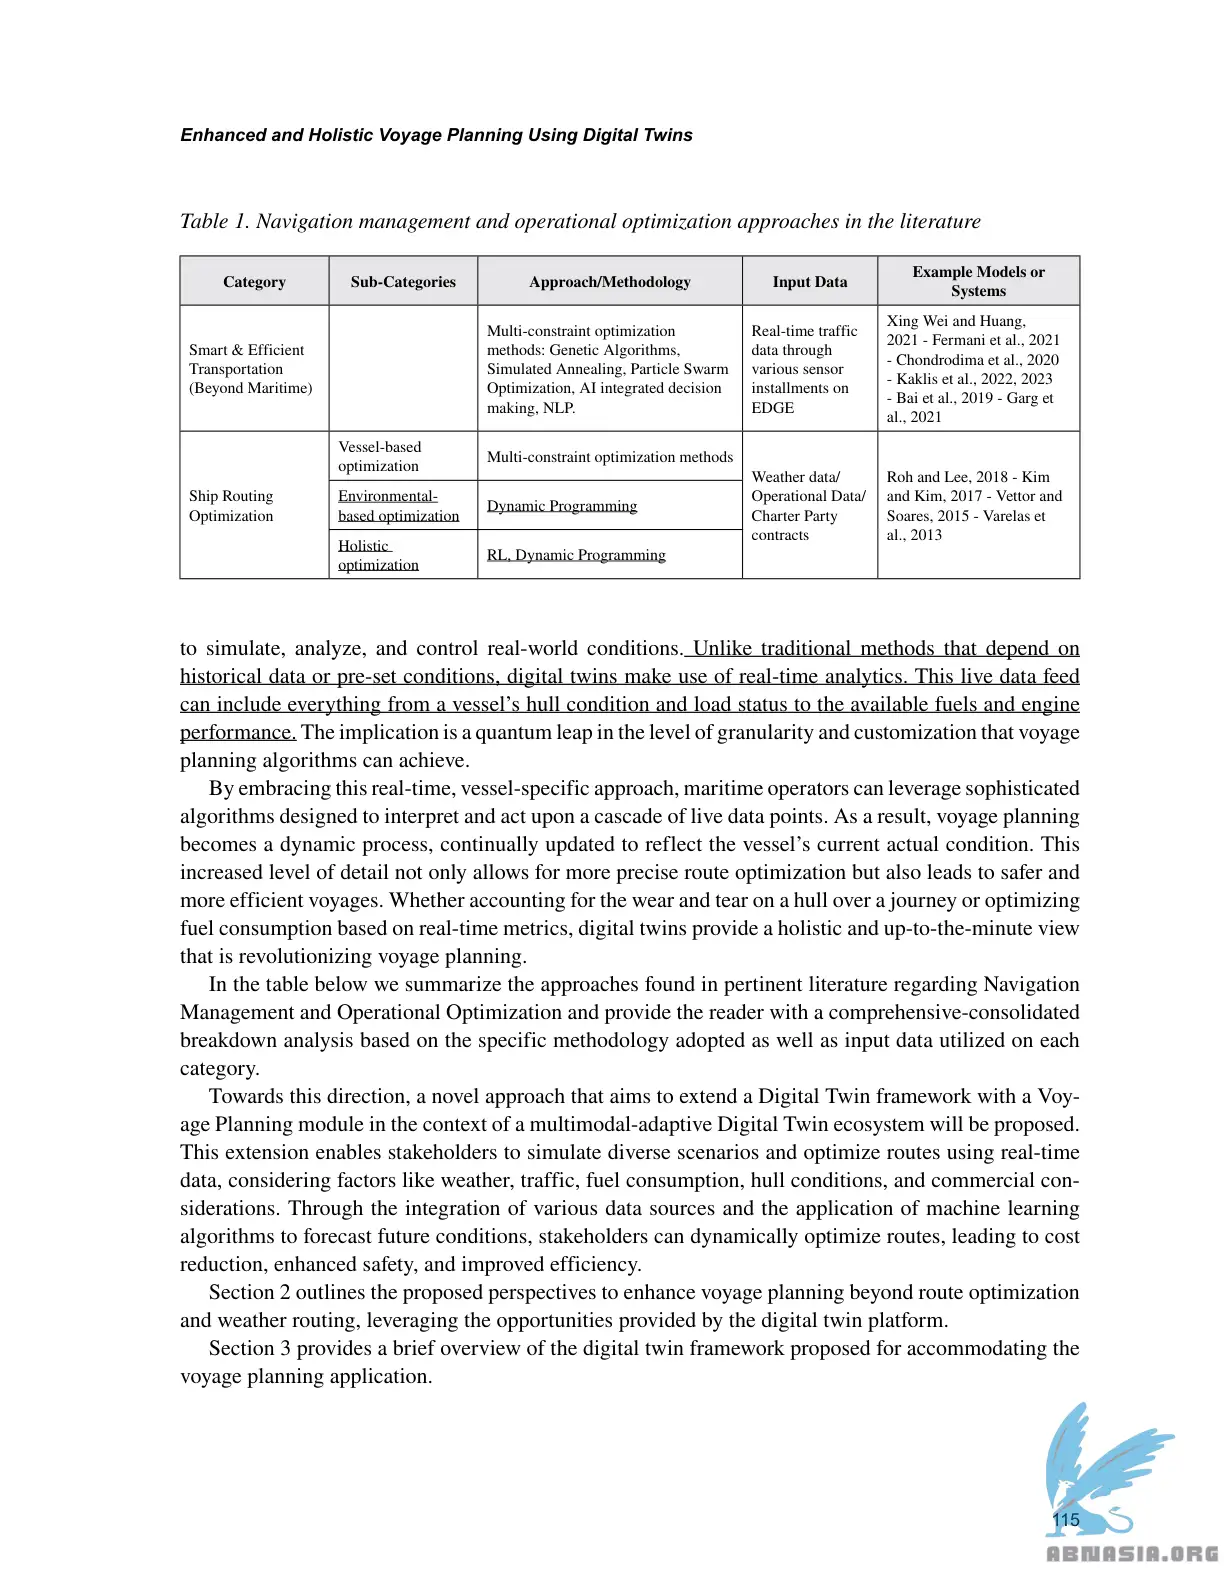 Enhanced and Holistic Voyage Planning Using Digital Twins
Table 1. Navigation management and operational optimization approaches in the literature
Category
Sub-Categories
Approach/Methodology
Input Data
Example Models or
Systems
Smart & Efficient
Transportation
(Beyond Maritime)
Multi-constraint optimization
methods: Genetic Algorithms,
Simulated Annealing, Particle Swarm
Optimization, AI integrated decision
making, NLP.
Real-time traffic
data through
various sensor
installments on
EDGE
Xing Wei and Huang,
2021 - Fermani et al., 2021
- Chondrodima et al., 2020
- Kaklis et al., 2022, 2023
- Bai et al., 2019 - Garg et
al., 2021
Ship Routing
Optimization
Vessel-based
optimization
Multi-constraint optimization methods
Environmental-
based optimization
Dynamic Programming
Holistic
optimization
RL, Dynamic Programming
Weather data/
Operational Data/
Charter Party
contracts
Roh and Lee, 2018 - Kim
and Kim, 2017 - Vettor and
Soares, 2015 - Varelas et
al., 2013
to simulate, analyze, and control real-world conditions. Unlike traditional methods that depend on
historical data or pre-set conditions, digital twins make use of real-time analytics. This live data feed
can include everything from a vessel's hull condition and load status to the available fuels and engine
performance. The implication is a quantum leap in the level of granularity and customization that voyage
planning algorithms can achieve.
By embracing this real-time, vessel-specific approach, maritime operators can leverage sophisticated
algorithms designed to interpret and act upon a cascade of live data points. As a result, voyage planning
becomes a dynamic process, continually updated to reflect the vessel's current actual condition. This
increased level of detail not only allows for more precise route optimization but also leads to safer and
more efficient voyages. Whether accounting for the wear and tear on a hull over a journey or optimizing
fuel consumption based on real-time metrics, digital twins provide a holistic and up-to-the-minute view
that is revolutionizing voyage planning.
In the table below we summarize the approaches found in pertinent literature regarding Navigation
Management and Operational Optimization and provide the reader with a comprehensive-consolidated
breakdown analysis based on the specific methodology adopted as well as input data utilized on each
category.
Towards this direction, a novel approach that aims to extend a Digital Twin framework with a Voy-
age Planning module in the context of a multimodal-adaptive Digital Twin ecosystem will be proposed.
This extension enables stakeholders to simulate diverse scenarios and optimize routes using real-time
data, considering factors like weather, traffic, fuel consumption, hull conditions, and commercial con-
siderations. Through the integration of various data sources and the application of machine learning
algorithms to forecast future conditions, stakeholders can dynamically optimize routes, leading to cost
reduction, enhanced safety, and improved efficiency.
Section 2 outlines the proposed perspectives to enhance voyage planning beyond route optimization
and weather routing, leveraging the opportunities provided by the digital twin platform.
Section 3 provides a brief overview of the digital twin framework proposed for accommodating the
voyage planning application.
115
ABNASIA.ORG